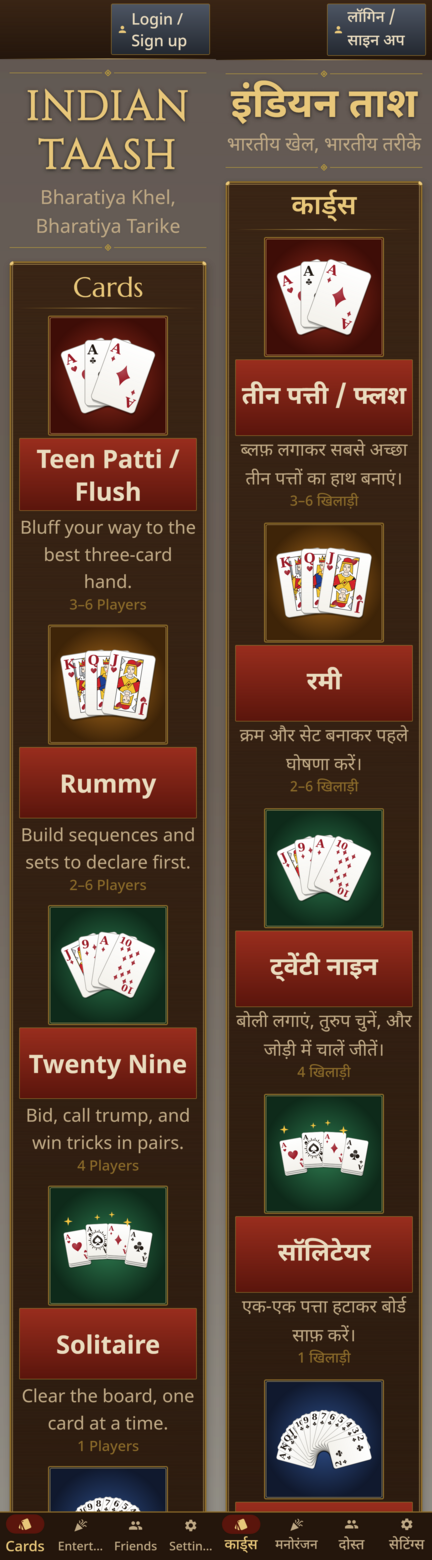 Login /
Sign up
INDIAN
TAASH
Bharatiya Khel,
Bharatiya Tarike
Cards
Teen Patti /
Flush
Bluff your way to the
best three-card
hand.
3–6 Players
Rummy
Build sequences and
sets to declare first.
2–6 Players
Twenty Nine
Bid, call trump, and
win tricks in pairs.
4 Players
Solitaire
Clear the board, one
card at a time.
1 Players
Cards
Entert...
Friends
Settin...
लॉगिन /
साइन अप
इंडियन ताश
भारतीय खेल, भारतीय तरीके
कार्ड्स
तीन पत्ती / फ्लश
ब्लफ़ लगाकर सबसे अच्छा
तीन पत्तों का हाथ बनाएं।
3–6 खिलाड़ी
रमी
क्रम और सेट बनाकर पहले
घोषणा करें।
2–6 खिलाड़ी
ट्वेंटी नाइन
बोली लगाएं, तुरुप चुनें, और
जोड़ी में चालें जीतें।
4 खिलाड़ी
सॉलिटेयर
एक-एक पत्ता हटाकर बोर्ड
साफ़ करें।
1 खिलाड़ी
कार्ड्स
मनोरंजन
दोस्त
सेटिंग्स